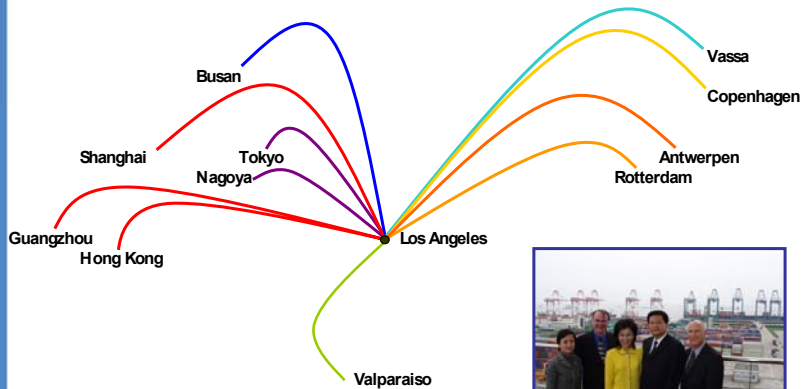 Vassa
Busan
Copenhagen
Shanghai
Tokyo
Antwerpen
Nagoya
Rotterdam
Guangzhou
Los Angeles
Hong Kong
Valparaiso